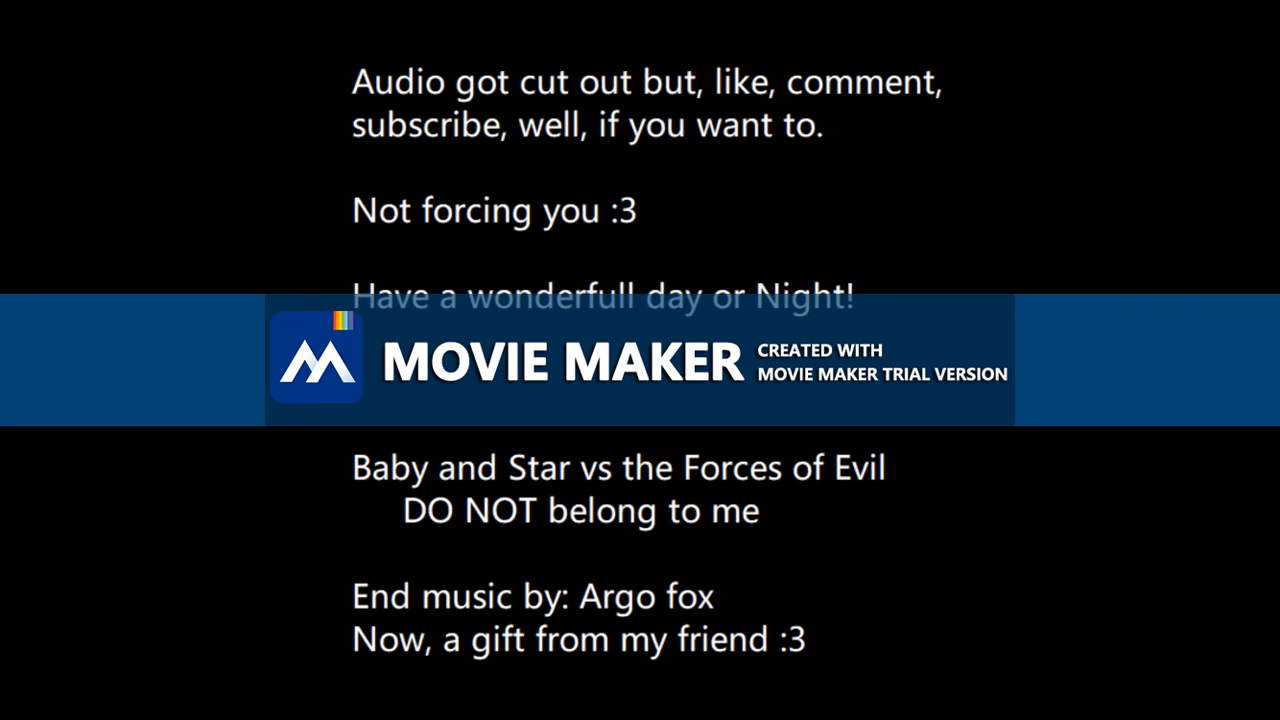 Audio got cut out but, like, comment,
subscribe, well, if you want to.
Not forcing you :3
Have a wonderfull day or Night!
MOVIE MAKER
CREATED WITH
MOVIE MAKER TRIAL VERSION
Baby and Star vs the Forces of Evil
DO NOT belong to me
End music by: Argo fox
Now, a gift from my friend :3